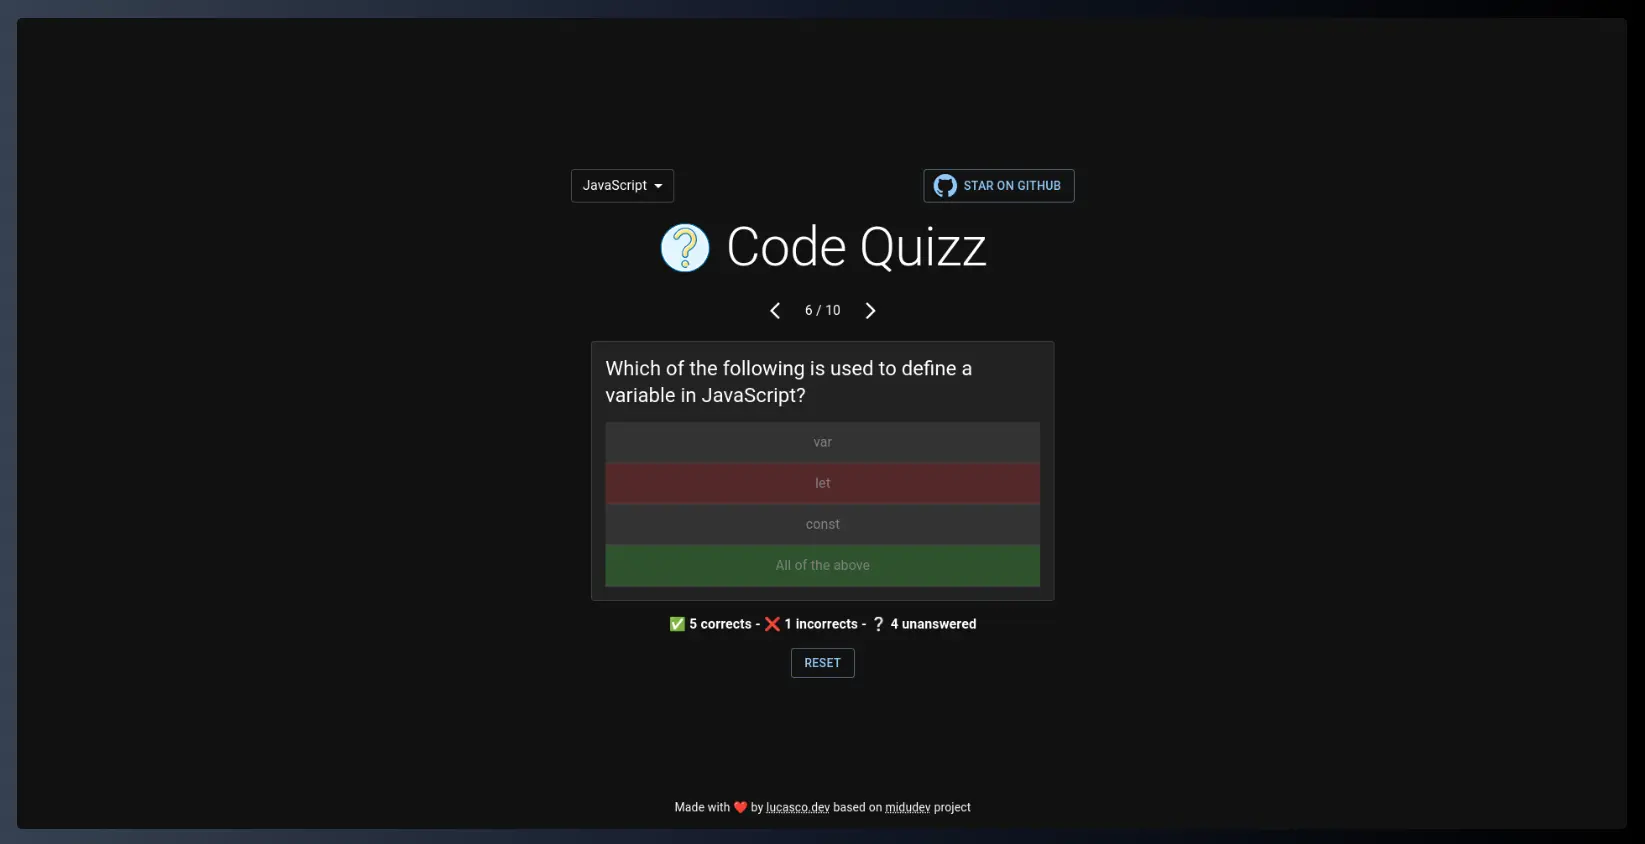 JavaScript
STAR ON GITHUB
Code Quizz
6 / 10
Which of the following is used to define a
variable in JavaScript?
var
let
const
All of the above
✅ 5 corrects - ❌ 1 incorrects - ❔ 4 unanswered
RESET
Made with ❤️ by lucasco.dev based on midudev project